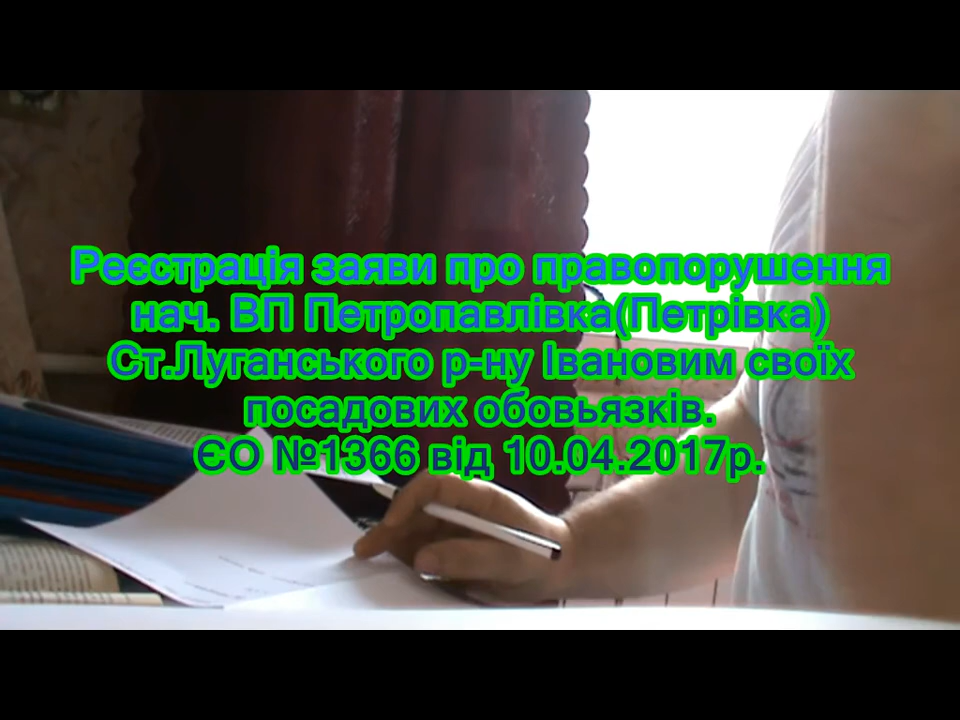 Реєстрація заяви про правопорушення
нач. ВП Петропавлівка(Петрівка)
Ст.Луганського р-ну Івановим своїх
посадових обовьязків.
ЄО №1366 від 10.04.2017р.